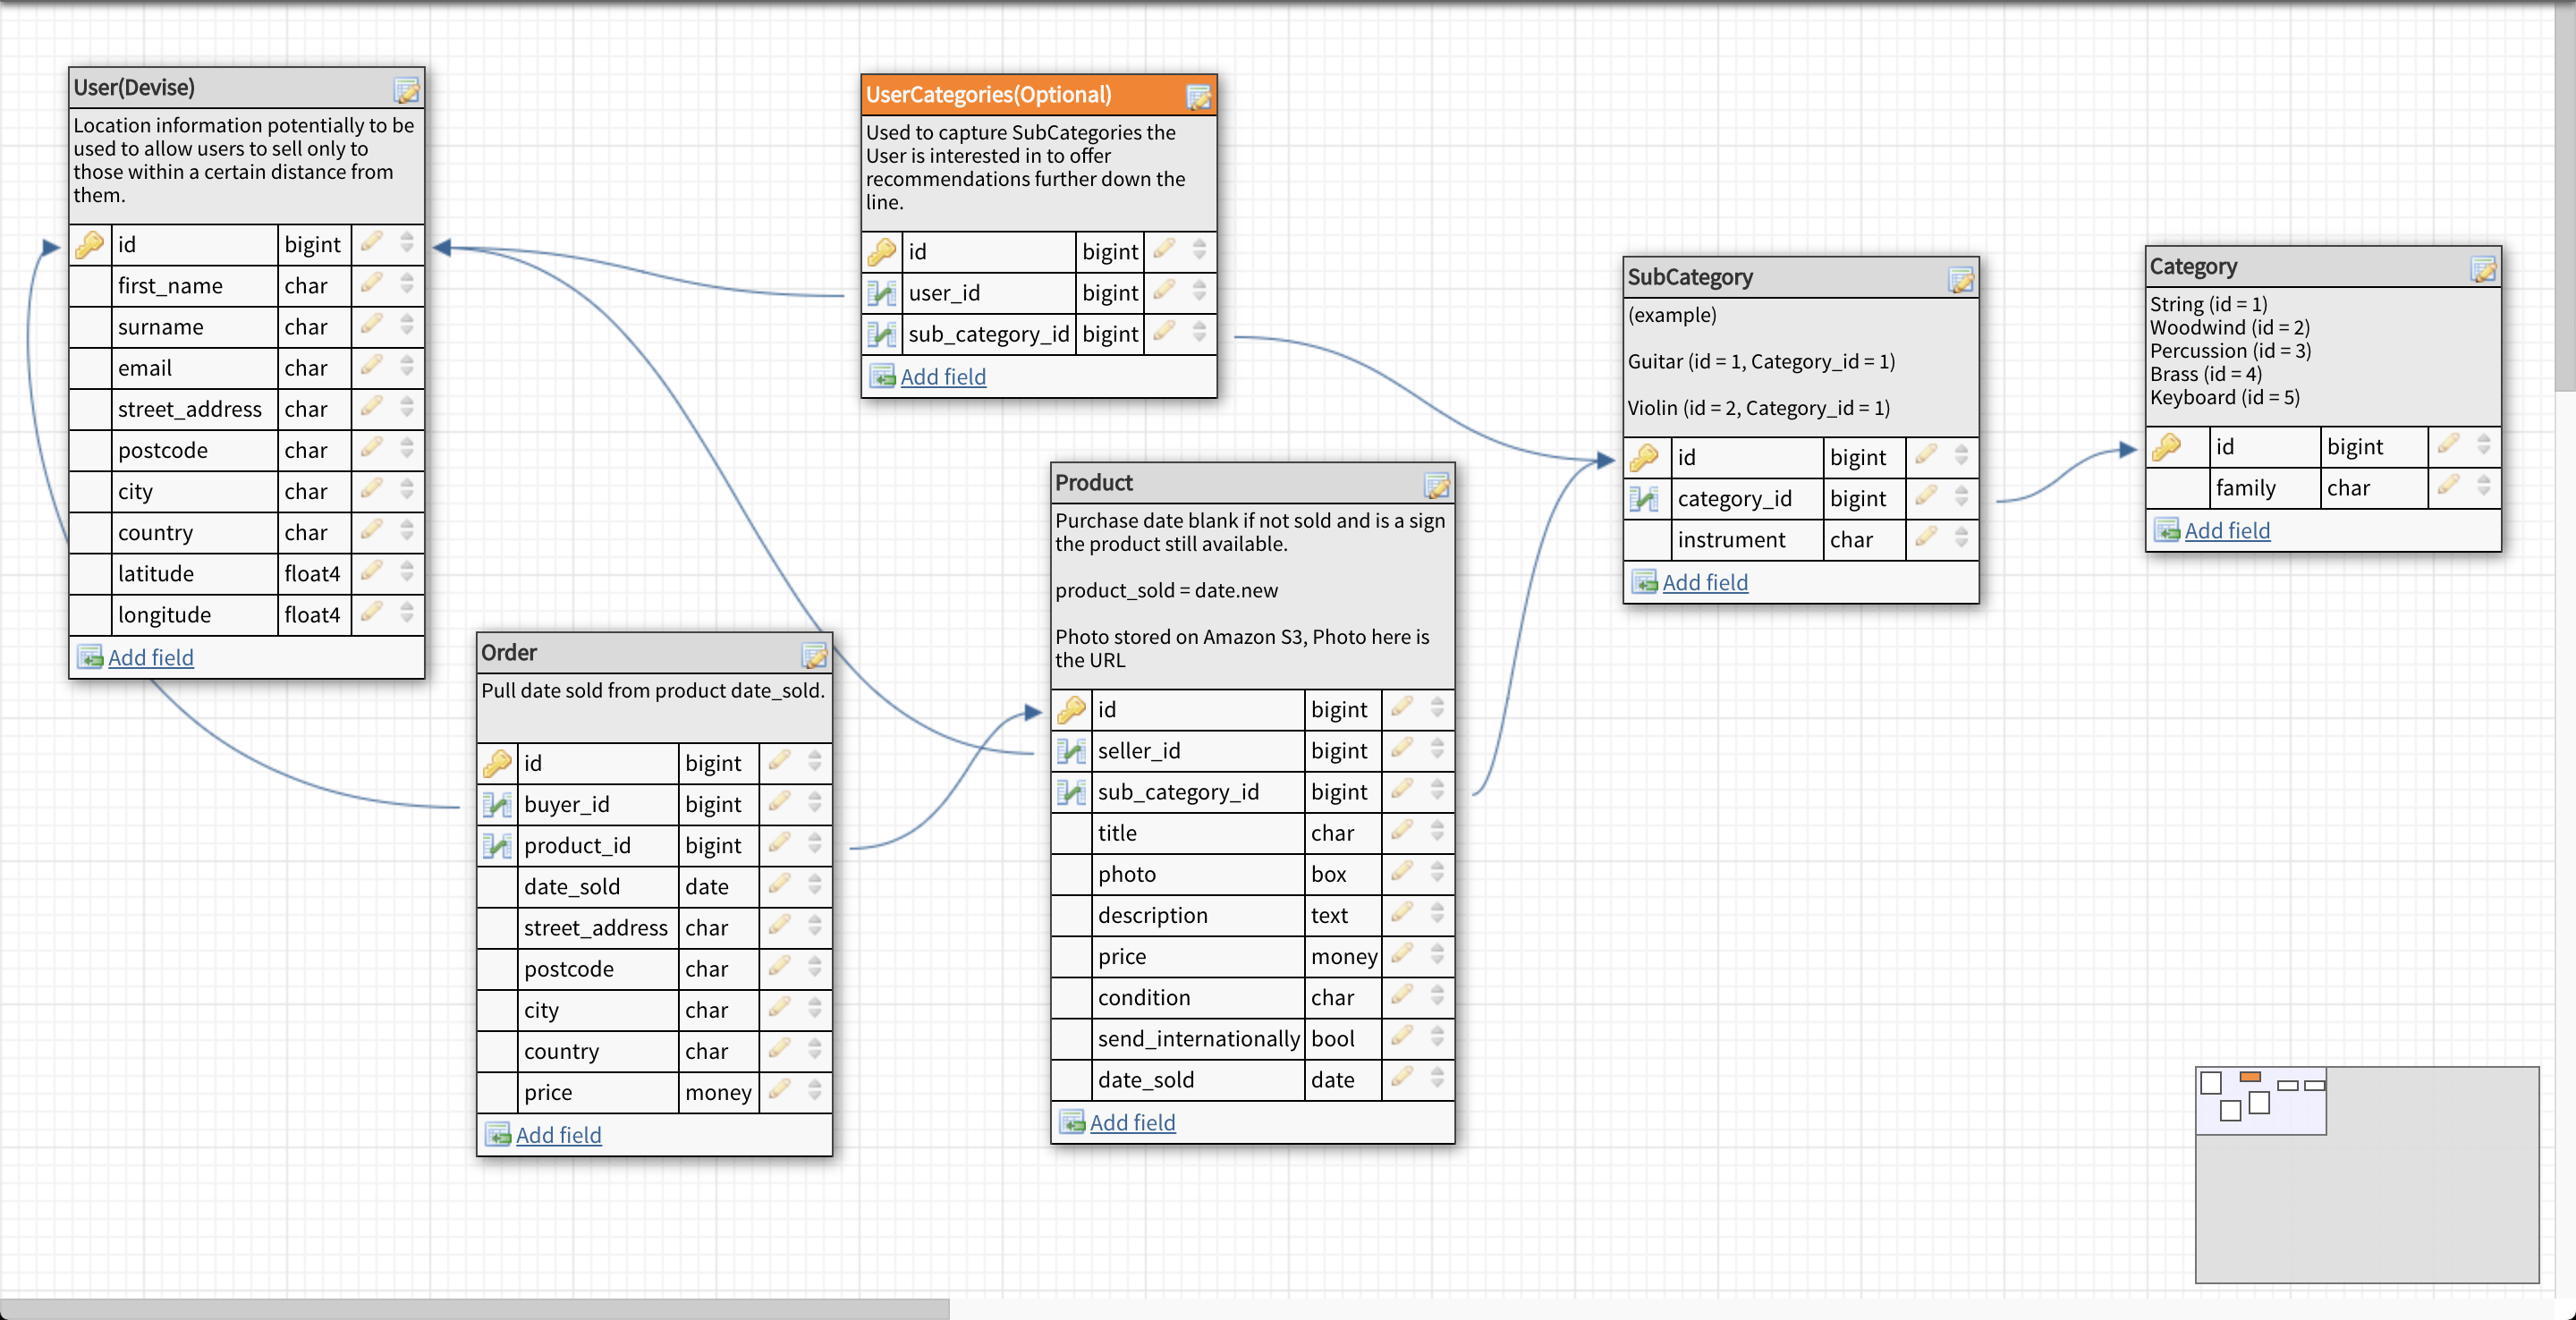 User(Devise)
Location information potentially to be
used to allow users to sell only to
those within a certain distance from
them.
id bigint
first_name char
surname char
email char
street_address char
postcode char
city char
country char
latitude float4
longitude float4
Add field
UserCategories(Optional)
Used to capture SubCategories the
User is interested in to offer
recommendations further down the
line.
id bigint
user_id bigint
sub_category_id bigint
Add field
Order
Pull date sold from product date_sold.
id bigint
buyer_id bigint
product_id bigint
date_sold date
street_address char
postcode char
city char
country char
price money
Add field
Product
Purchase date blank if not sold and is a sign
the product still available.
product_sold = date.new
Photo stored on Amazon S3, Photo here is
the URL
id bigint
seller_id bigint
sub_category_id bigint
title char
photo box
description text
price money
condition char
send_internationally bool
date_sold date
Add field
SubCategory
(example)
Guitar (id = 1, Category_id = 1)
Violin (id = 2, Category_id = 1)
id bigint
category_id bigint
instrument char
Add field
Category
String (id = 1)
Woodwind (id = 2)
Percussion (id = 3)
Brass (id = 4)
Keyboard (id = 5)
id bigint
family char
Add field